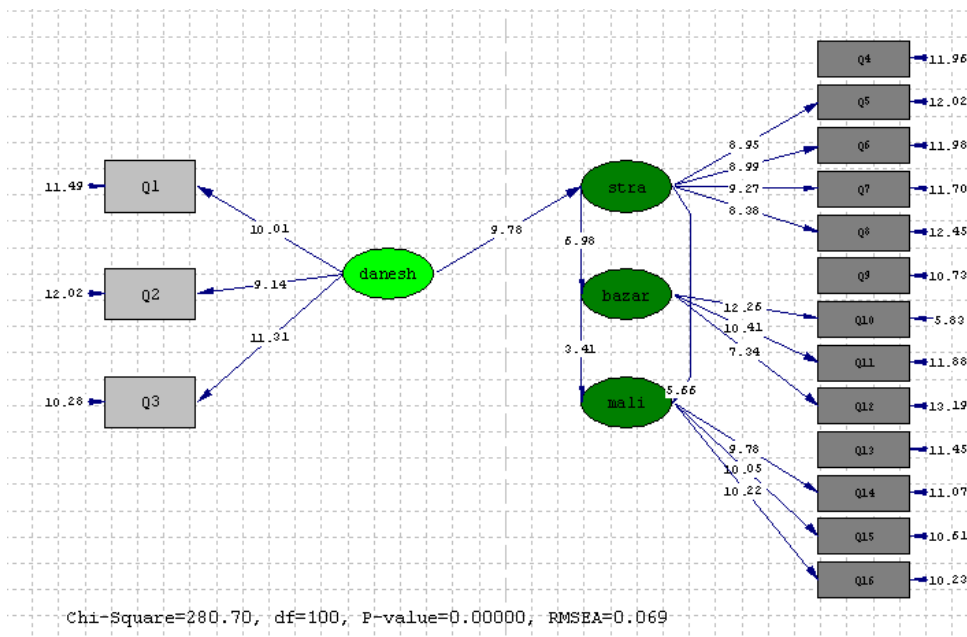 Q4
11.96
Q5
12.02
Q6
11.98
Q7
11.70
Q8
12.45
Q9
10.73
Q10
5.83
Q11
11.88
Q12
13.19
Q13
11.45
Q14
11.07
Q15
10.61
Q16
10.23
8.95
8.99
9.27
8.38
11.49
Q1
10.01
12.02
Q2
9.14
10.28
Q3
11.31
danesh
9.78
stra
6.98
bazar
12.26
10.41
7.34
3.41
mali
5.66
9.78
10.05
10.22
Chi-Square=280.70, df=100, P-value=0.00000, RMSEA=0.069